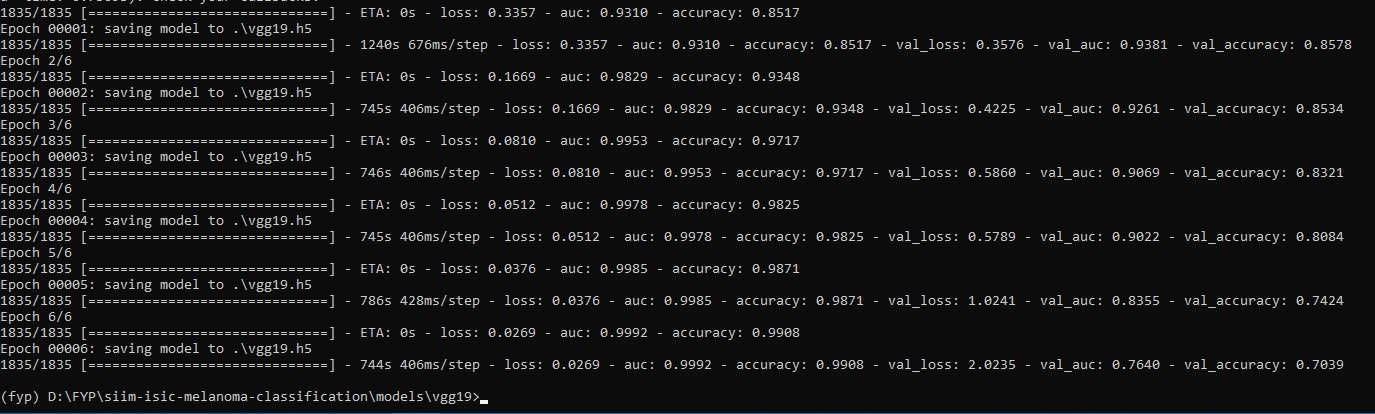 1835/1835 [==============================] - ETA: 0s - loss: 0.3357 - auc: 0.9310 - accuracy: 0.8517
Epoch 00001: saving model to .\vgg19.h5
1835/1835 [==============================] - 1240s 676ms/step - loss: 0.3357 - auc: 0.9310 - accuracy: 0.8517 - val_loss: 0.3576 - val_auc: 0.9381 - val_accuracy: 0.8578
Epoch 2/6
1835/1835 [==============================] - ETA: 0s - loss: 0.1669 - auc: 0.9829 - accuracy: 0.9348
Epoch 00002: saving model to .\vgg19.h5
1835/1835 [==============================] - 745s 406ms/step - loss: 0.1669 - auc: 0.9829 - accuracy: 0.9348 - val_loss: 0.4225 - val_auc: 0.9261 - val_accuracy: 0.8534
Epoch 3/6
1835/1835 [==============================] - ETA: 0s - loss: 0.0810 - auc: 0.9953 - accuracy: 0.9717
Epoch 00003: saving model to .\vgg19.h5
1835/1835 [==============================] - 746s 406ms/step - loss: 0.0810 - auc: 0.9953 - accuracy: 0.9717 - val_loss: 0.5860 - val_auc: 0.9069 - val_accuracy: 0.8321
Epoch 4/6
1835/1835 [==============================] - ETA: 0s - loss: 0.0512 - auc: 0.9978 - accuracy: 0.9825
Epoch 00004: saving model to .\vgg19.h5
1835/1835 [==============================] - 745s 406ms/step - loss: 0.0512 - auc: 0.9978 - accuracy: 0.9825 - val_loss: 0.5789 - val_auc: 0.9022 - val_accuracy: 0.8084
Epoch 5/6
1835/1835 [==============================] - ETA: 0s - loss: 0.0376 - auc: 0.9985 - accuracy: 0.9871
Epoch 00005: saving model to .\vgg19.h5
1835/1835 [==============================] - 786s 428ms/step - loss: 0.0376 - auc: 0.9985 - accuracy: 0.9871 - val_loss: 1.0241 - val_auc: 0.8355 - val_accuracy: 0.7424
Epoch 6/6
1835/1835 [==============================] - ETA: 0s - loss: 0.0269 - auc: 0.9992 - accuracy: 0.9908
Epoch 00006: saving model to .\vgg19.h5
1835/1835 [==============================] - 744s 406ms/step - loss: 0.0269 - auc: 0.9992 - accuracy: 0.9908 - val_loss: 2.0235 - val_auc: 0.7640 - val_accuracy: 0.7039
(fyp) D:\FYP\siim-isic-melanoma-classification\models\vgg19>